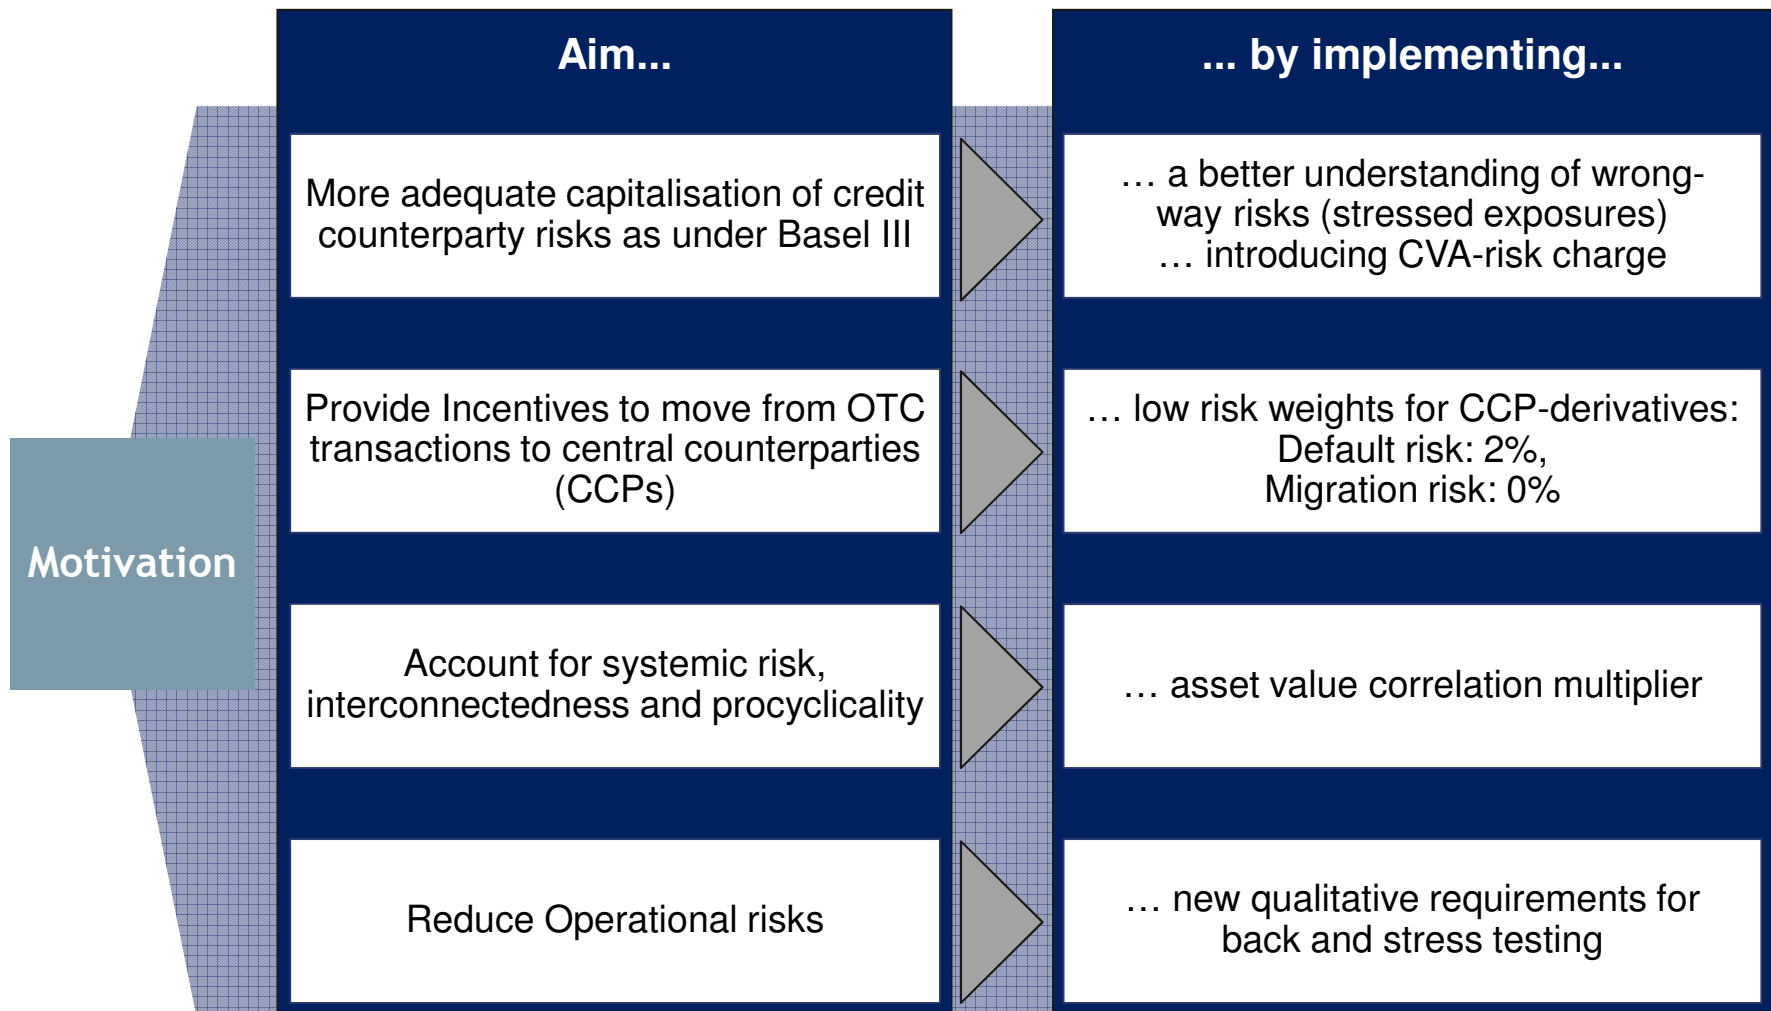 Aim...
... by implementing...
More adequate capitalisation of credit
counterparty risks as under Basel III
… a better understanding of wrong-
way risks (stressed exposures)
… introducing CVA-risk charge
Provide Incentives to move from OTC
transactions to central counterparties
(CCPs)
… low risk weights for CCP-derivatives:
Default risk: 2%,
Migration risk: 0%
Motivation
Account for systemic risk,
interconnectedness and procyclicality
… asset value correlation multiplier
Reduce Operational risks
… new qualitative requirements for
back and stress testing